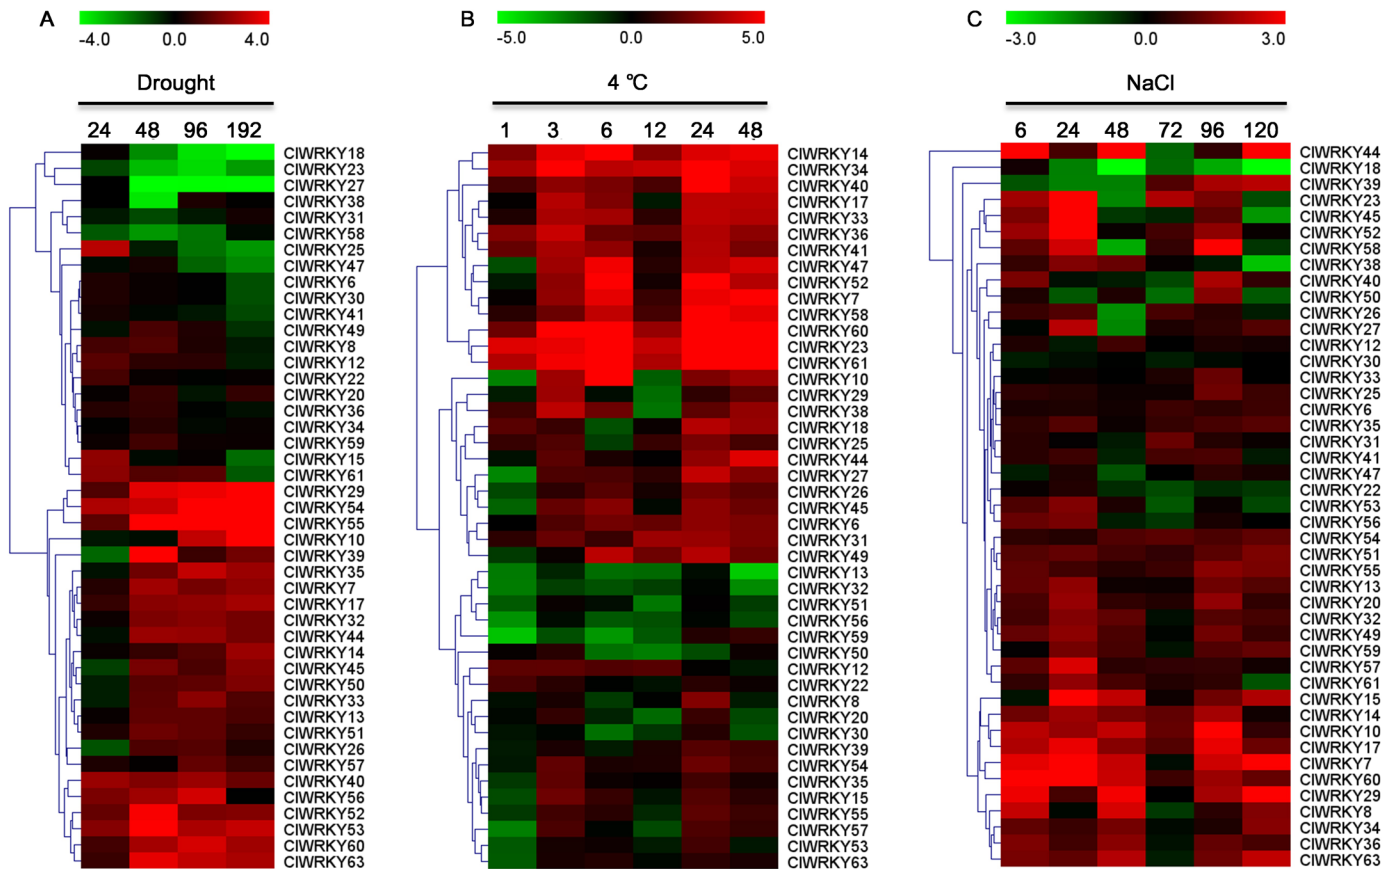 A
-4.0 0.0 4.0
Drought
24 48 96 192
ClWRKY18
ClWRKY23
ClWRKY27
ClWRKY38
ClWRKY31
ClWRKY58
ClWRKY25
ClWRKY47
ClWRKY6
ClWRKY30
ClWRKY41
ClWRKY49
ClWRKY8
ClWRKY12
ClWRKY22
ClWRKY20
ClWRKY36
ClWRKY34
ClWRKY59
ClWRKY15
ClWRKY61
ClWRKY29
ClWRKY54
ClWRKY55
ClWRKY10
ClWRKY39
ClWRKY35
ClWRKY7
ClWRKY17
ClWRKY32
ClWRKY44
ClWRKY14
ClWRKY45
ClWRKY50
ClWRKY33
ClWRKY13
ClWRKY51
ClWRKY26
ClWRKY57
ClWRKY40
ClWRKY56
ClWRKY52
ClWRKY53
ClWRKY60
ClWRKY63
B
-5.0 0.0 5.0
4 ℃
1 3 6 12 24 48
ClWRKY14
ClWRKY34
ClWRKY40
ClWRKY17
ClWRKY33
ClWRKY36
ClWRKY41
ClWRKY47
ClWRKY52
ClWRKY7
ClWRKY58
ClWRKY60
ClWRKY23
ClWRKY61
ClWRKY10
ClWRKY29
ClWRKY38
ClWRKY18
ClWRKY25
ClWRKY44
ClWRKY27
ClWRKY26
ClWRKY45
ClWRKY6
ClWRKY31
ClWRKY49
ClWRKY13
ClWRKY32
ClWRKY51
ClWRKY56
ClWRKY59
ClWRKY50
ClWRKY12
ClWRKY22
ClWRKY8
ClWRKY20
ClWRKY30
ClWRKY39
ClWRKY54
ClWRKY35
ClWRKY15
ClWRKY55
ClWRKY57
ClWRKY53
ClWRKY63
C
-3.0 0.0 3.0
NaCl
6 24 48 72 96 120
ClWRKY44
ClWRKY18
ClWRKY39
ClWRKY23
ClWRKY45
ClWRKY52
ClWRKY58
ClWRKY38
ClWRKY40
ClWRKY50
ClWRKY26
ClWRKY27
ClWRKY12
ClWRKY30
ClWRKY33
ClWRKY25
ClWRKY6
ClWRKY35
ClWRKY31
ClWRKY41
ClWRKY47
ClWRKY22
ClWRKY53
ClWRKY56
ClWRKY54
ClWRKY51
ClWRKY55
ClWRKY13
ClWRKY20
ClWRKY32
ClWRKY49
ClWRKY59
ClWRKY57
ClWRKY61
ClWRKY15
ClWRKY14
ClWRKY10
ClWRKY17
ClWRKY7
ClWRKY60
ClWRKY29
ClWRKY8
ClWRKY34
ClWRKY36
ClWRKY63